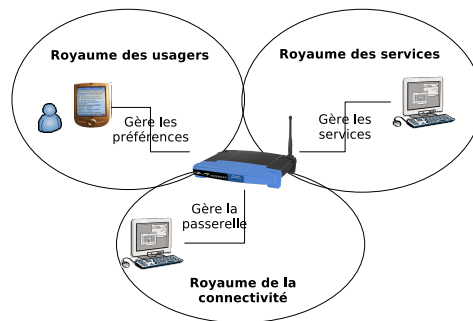 Royaume des usagers
Gère les
préférences
Royaume des services
Gère les
services
Gère la
passerelle
Royaume de la
connectivité